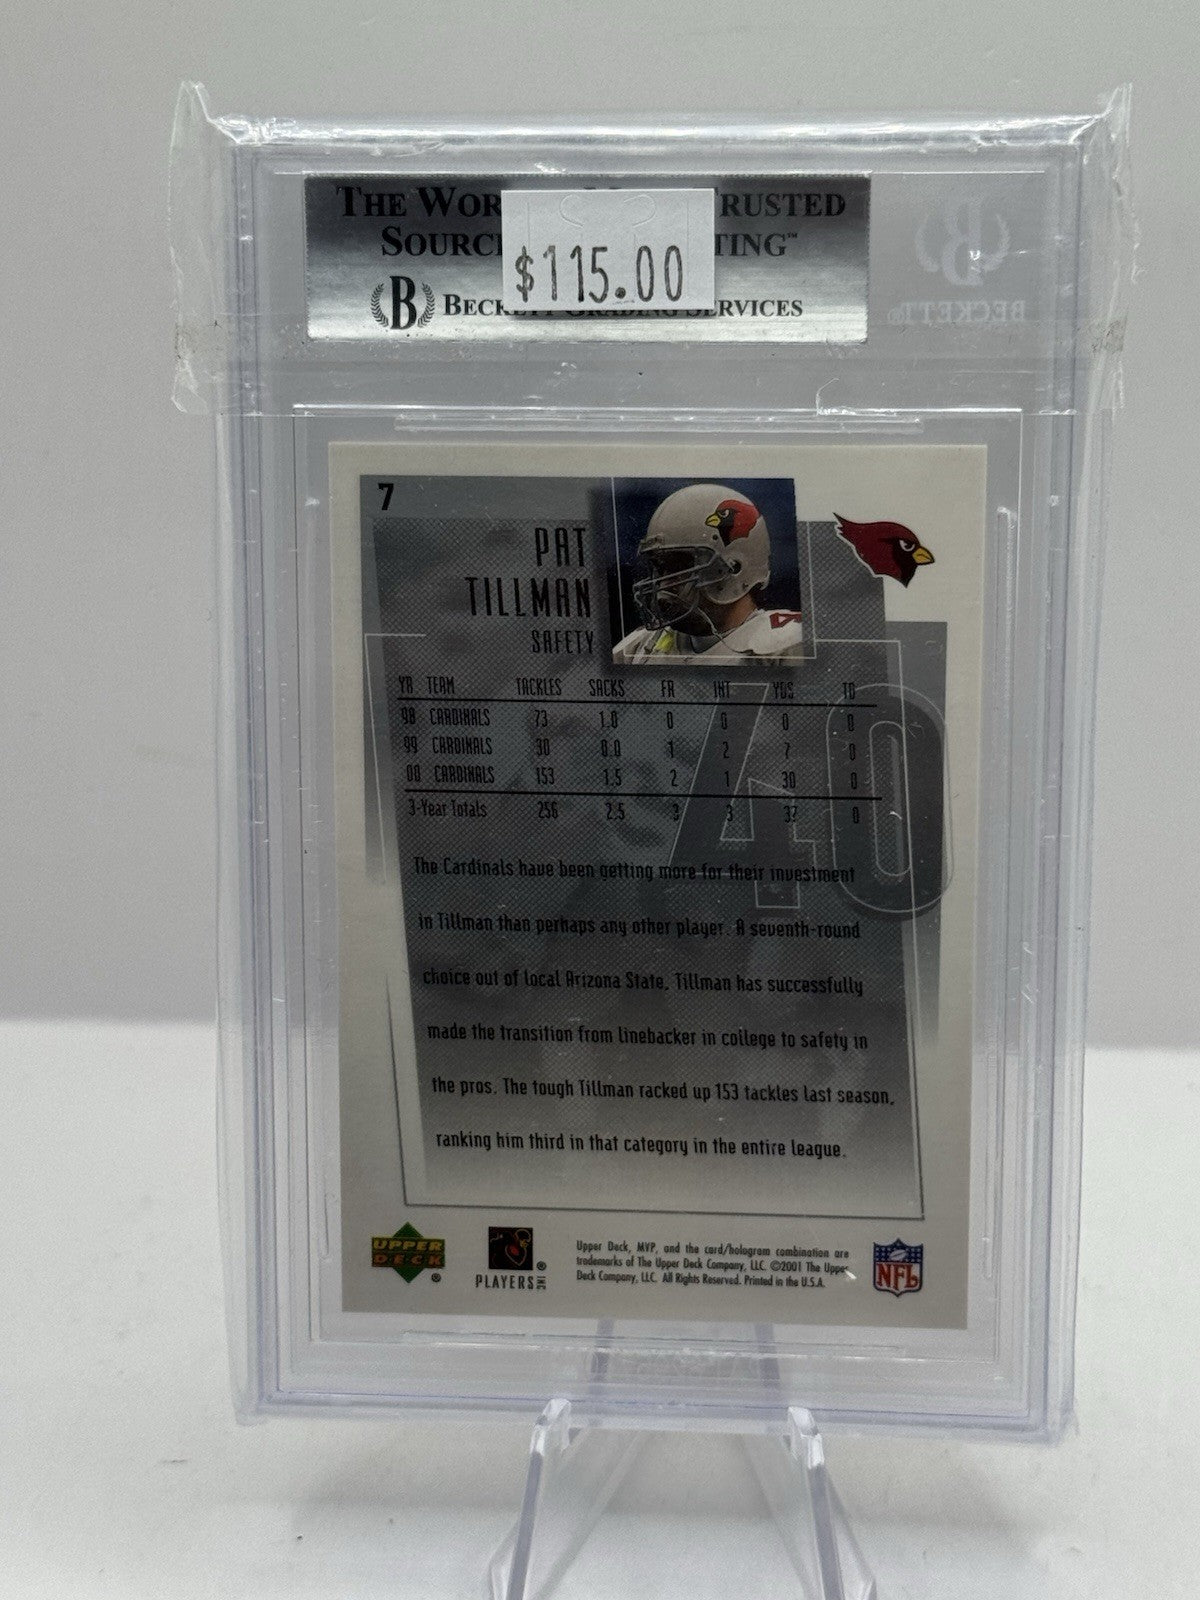 THE WOR TRUSTED
SOURC TING™
$115.00
B BECKETT GRADING SERVICES
B
BECKETT
7
PAT
TILLMAN
SAFETY
40
YR TEAM TACKLES SACKS FR INT YDS TD
98 CARDINALS 73 1.0 0 0 0 0
99 CARDINALS 30 0.0 1 2 7 0
00 CARDINALS 153 1.5 2 1 30 0
3-Year Totals 256 2.5 3 3 37 0
The Cardinals have been getting more for their investment
in Tillman than perhaps any other player. A seventh-round
choice out of local Arizona State, Tillman has successfully
made the transition from linebacker in college to safety in
the pros. The tough Tillman racked up 153 tackles last season,
ranking him third in that category in the entire league.
UPPER
DECK ®
PLAYERS INC ®
Upper Deck, MVP, and the card/hologram combination are
trademarks of The Upper Deck Company, LLC. ©2001 The Upper
Deck Company, LLC. All Rights Reserved. Printed in the U.S.A.
NFL